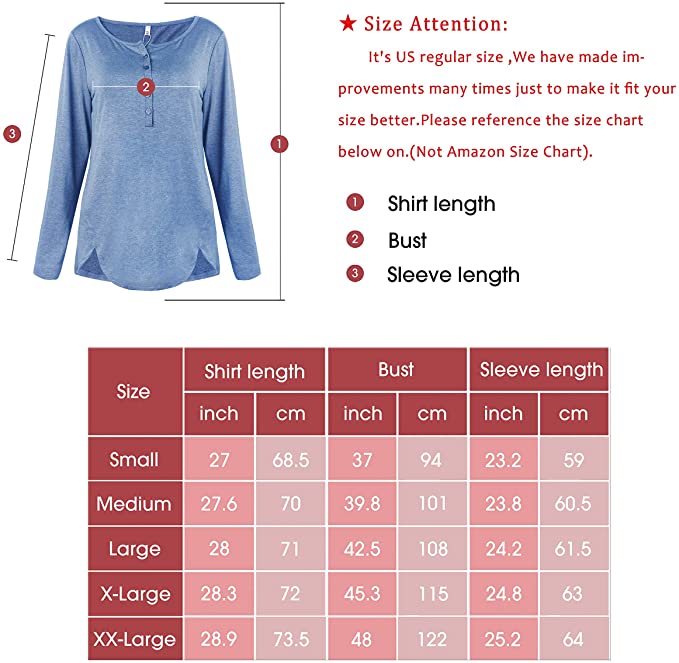 ★ Size Attention:
It's US regular size ,We have made im-
provements many times just to make it fit your
size better.Please reference the size chart
below on.(Not Amazon Size Chart).
1 Shirt length
2 Bust
3 Sleeve length
3
2
1
Size Shirt length Bust Sleeve length
inch cm inch cm inch cm
Small 27 68.5 37 94 23.2 59
Medium 27.6 70 39.8 101 23.8 60.5
Large 28 71 42.5 108 24.2 61.5
X-Large 28.3 72 45.3 115 24.8 63
XX-Large 28.9 73.5 48 122 25.2 64